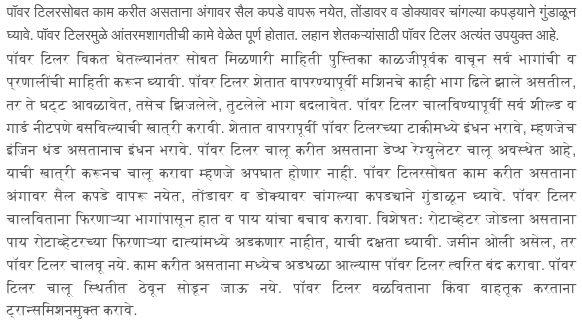 पॉवर टिलरसोबत काम करीत असताना अंगावर सैल कपडे वापरू नयेत, तोंडावर व डोक्यावर चांगल्या कपड्याने गुंडाळून
घ्यावे. पॉवर टिलरमुळे आंतरमशागतीची कामे वेळेत पूर्ण होतात. लहान शेतकऱ्यांसाठी पॉवर टिलर अत्यंत उपयुक्त आहे.
पॉवर टिलर विकत घेतल्यानंतर सोबत मिळणारी माहिती पुस्तिका काळजीपूर्वक वाचून सर्व भागांची व
प्रणालींची माहिती करून घ्यावी. पॉवर टिलर शेतात वापरण्यापूर्वी मशिनचे काही भाग ढिले झाले असतील,
तर ते घट्ट आवळावेत, तसेच झिजलेले, तुटलेले भाग बदलावेत. पॉवर टिलर चालविण्यापूर्वी सर्व शील्ड व
गार्ड नीटपणे बसविल्याची खात्री करावी. शेतात वापरापूर्वी पॉवर टिलरच्या टाकीमध्ये इंधन भरावे, म्हणजेच
इंजिन थंड असतानाच इंधन भरावे. पॉवर टिलर चालू करीत असताना डेप्थ रेग्युलेटर चालू अवस्थेत आहे,
याची खात्री करूनच चालू करावा म्हणजे अपघात होणार नाही. पॉवर टिलरसोबत काम करीत असताना
अंगावर सैल कपडे वापरू नयेत, तोंडावर व डोक्यावर चांगल्या कपड्याने गुंडाळून घ्यावे. पॉवर टिलर
चालविताना फिरणाऱ्या भागांपासून हात व पाय यांचा बचाव करावा. विशेषतः रोटाव्हेटर जोडला असताना
पाय रोटाव्हेटरच्या फिरणाऱ्या दात्यांमध्ये अडकणार नाहीत, याची दक्षता घ्यावी. जमीन ओली असेल, तर
पॉवर टिलर चालवू नये. काम करीत असताना मध्येच अडथळा आल्यास पॉवर टिलर त्वरित बंद करावा. पॉवर
टिलर चालू स्थितीत ठेवून सोडून जाऊ नये. पॉवर टिलर वळविताना किंवा वाहतूक करताना
ट्रान्समिशनमुक्त करावे.